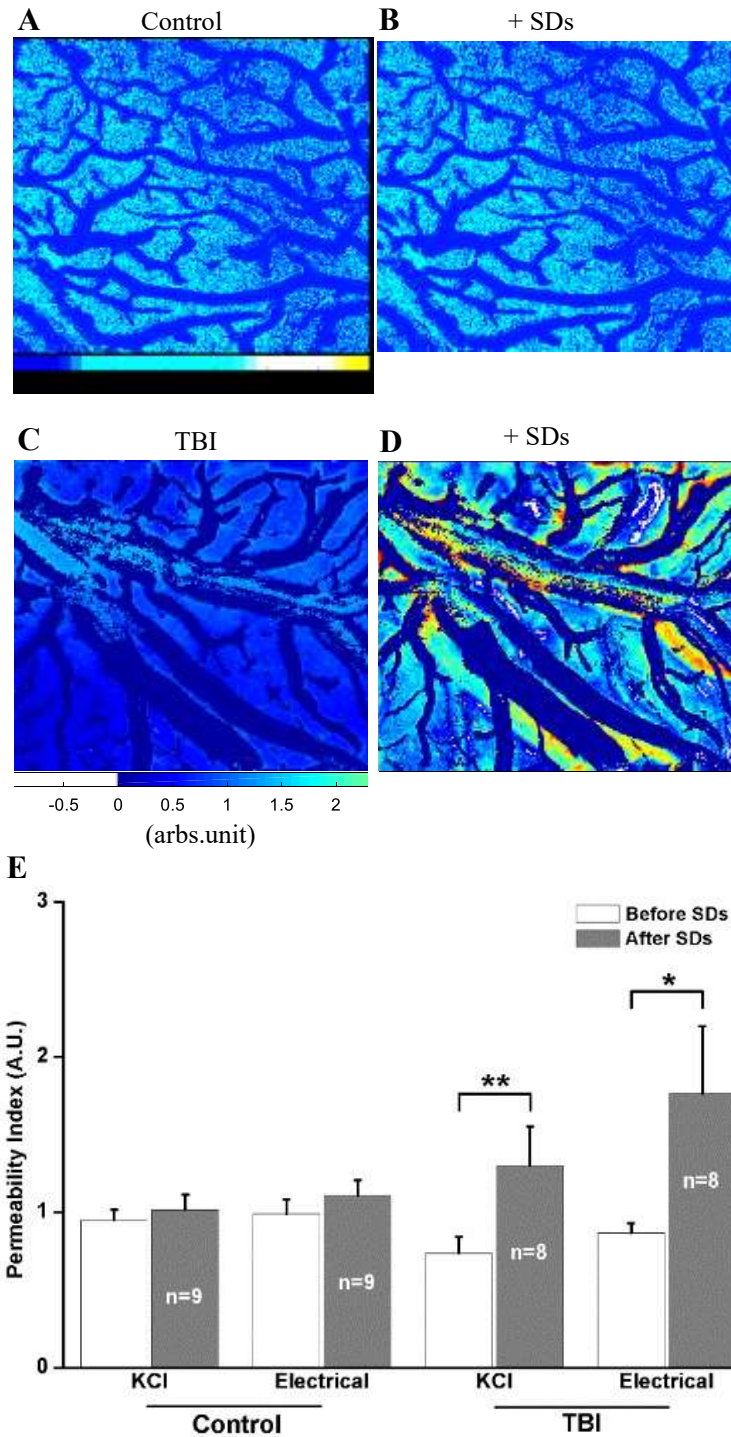 A Control
B + SDs
C TBI
D + SDs
-0.5 0 0.5 1 1.5 2
(arbs.unit)
E
3
2
1
0
Permeability Index (A.U.)
Before SDs
After SDs
**
*
n=9
n=9
n=8
n=8
KCl Electrical KCl Electrical
Control TBI